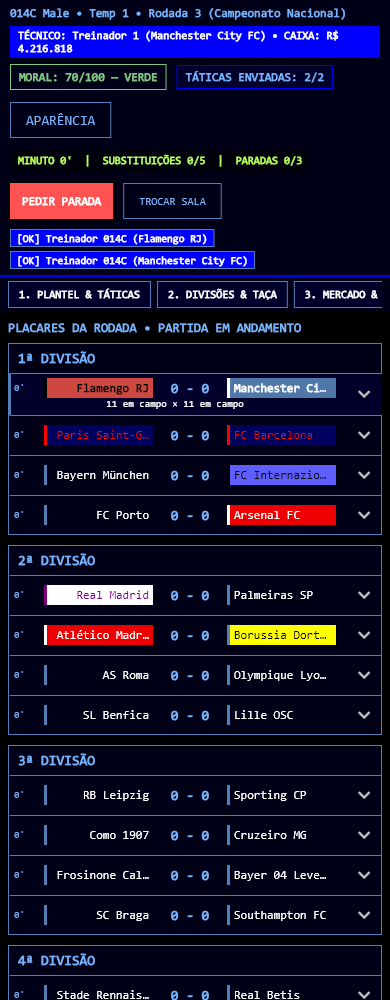 014C Male • Temp 1 • Rodada 3 (Campeonato Nacional)
TÉCNICO: Treinador 1 (Manchester City FC) • CAIXA: R$
4.216.818
MORAL: 70/100 — VERDE
TÁTICAS ENVIADAS: 2/2
APARÊNCIA
MINUTO 0' | SUBSTITUIÇÕES 0/5 | PARADAS 0/3
PEDIR PARADA
TROCAR SALA
[OK] Treinador 014C (Flamengo RJ)
[OK] Treinador 014C (Manchester City FC)
1. PLANTEL & TÁTICAS
2. DIVISÕES & TAÇA
3. MERCADO &
PLACARES DA RODADA • PARTIDA EM ANDAMENTO
1ª DIVISÃO
0' Flamengo RJ 0 - 0 Manchester Ci…
11 em campo × 11 em campo
0' Paris Saint-G… 0 - 0 FC Barcelona
0' Bayern München 0 - 0 FC Internazio…
0' FC Porto 0 - 0 Arsenal FC
2ª DIVISÃO
0' Real Madrid 0 - 0 Palmeiras SP
0' Atlético Madr… 0 - 0 Borussia Dort…
0' AS Roma 0 - 0 Olympique Lyo…
0' SL Benfica 0 - 0 Lille OSC
3ª DIVISÃO
0' RB Leipzig 0 - 0 Sporting CP
0' Como 1907 0 - 0 Cruzeiro MG
0' Frosinone Cal… 0 - 0 Bayer 04 Leve…
0' SC Braga 0 - 0 Southampton FC
4ª DIVISÃO
0' Stade Rennais… 0 - 0 Real Betis